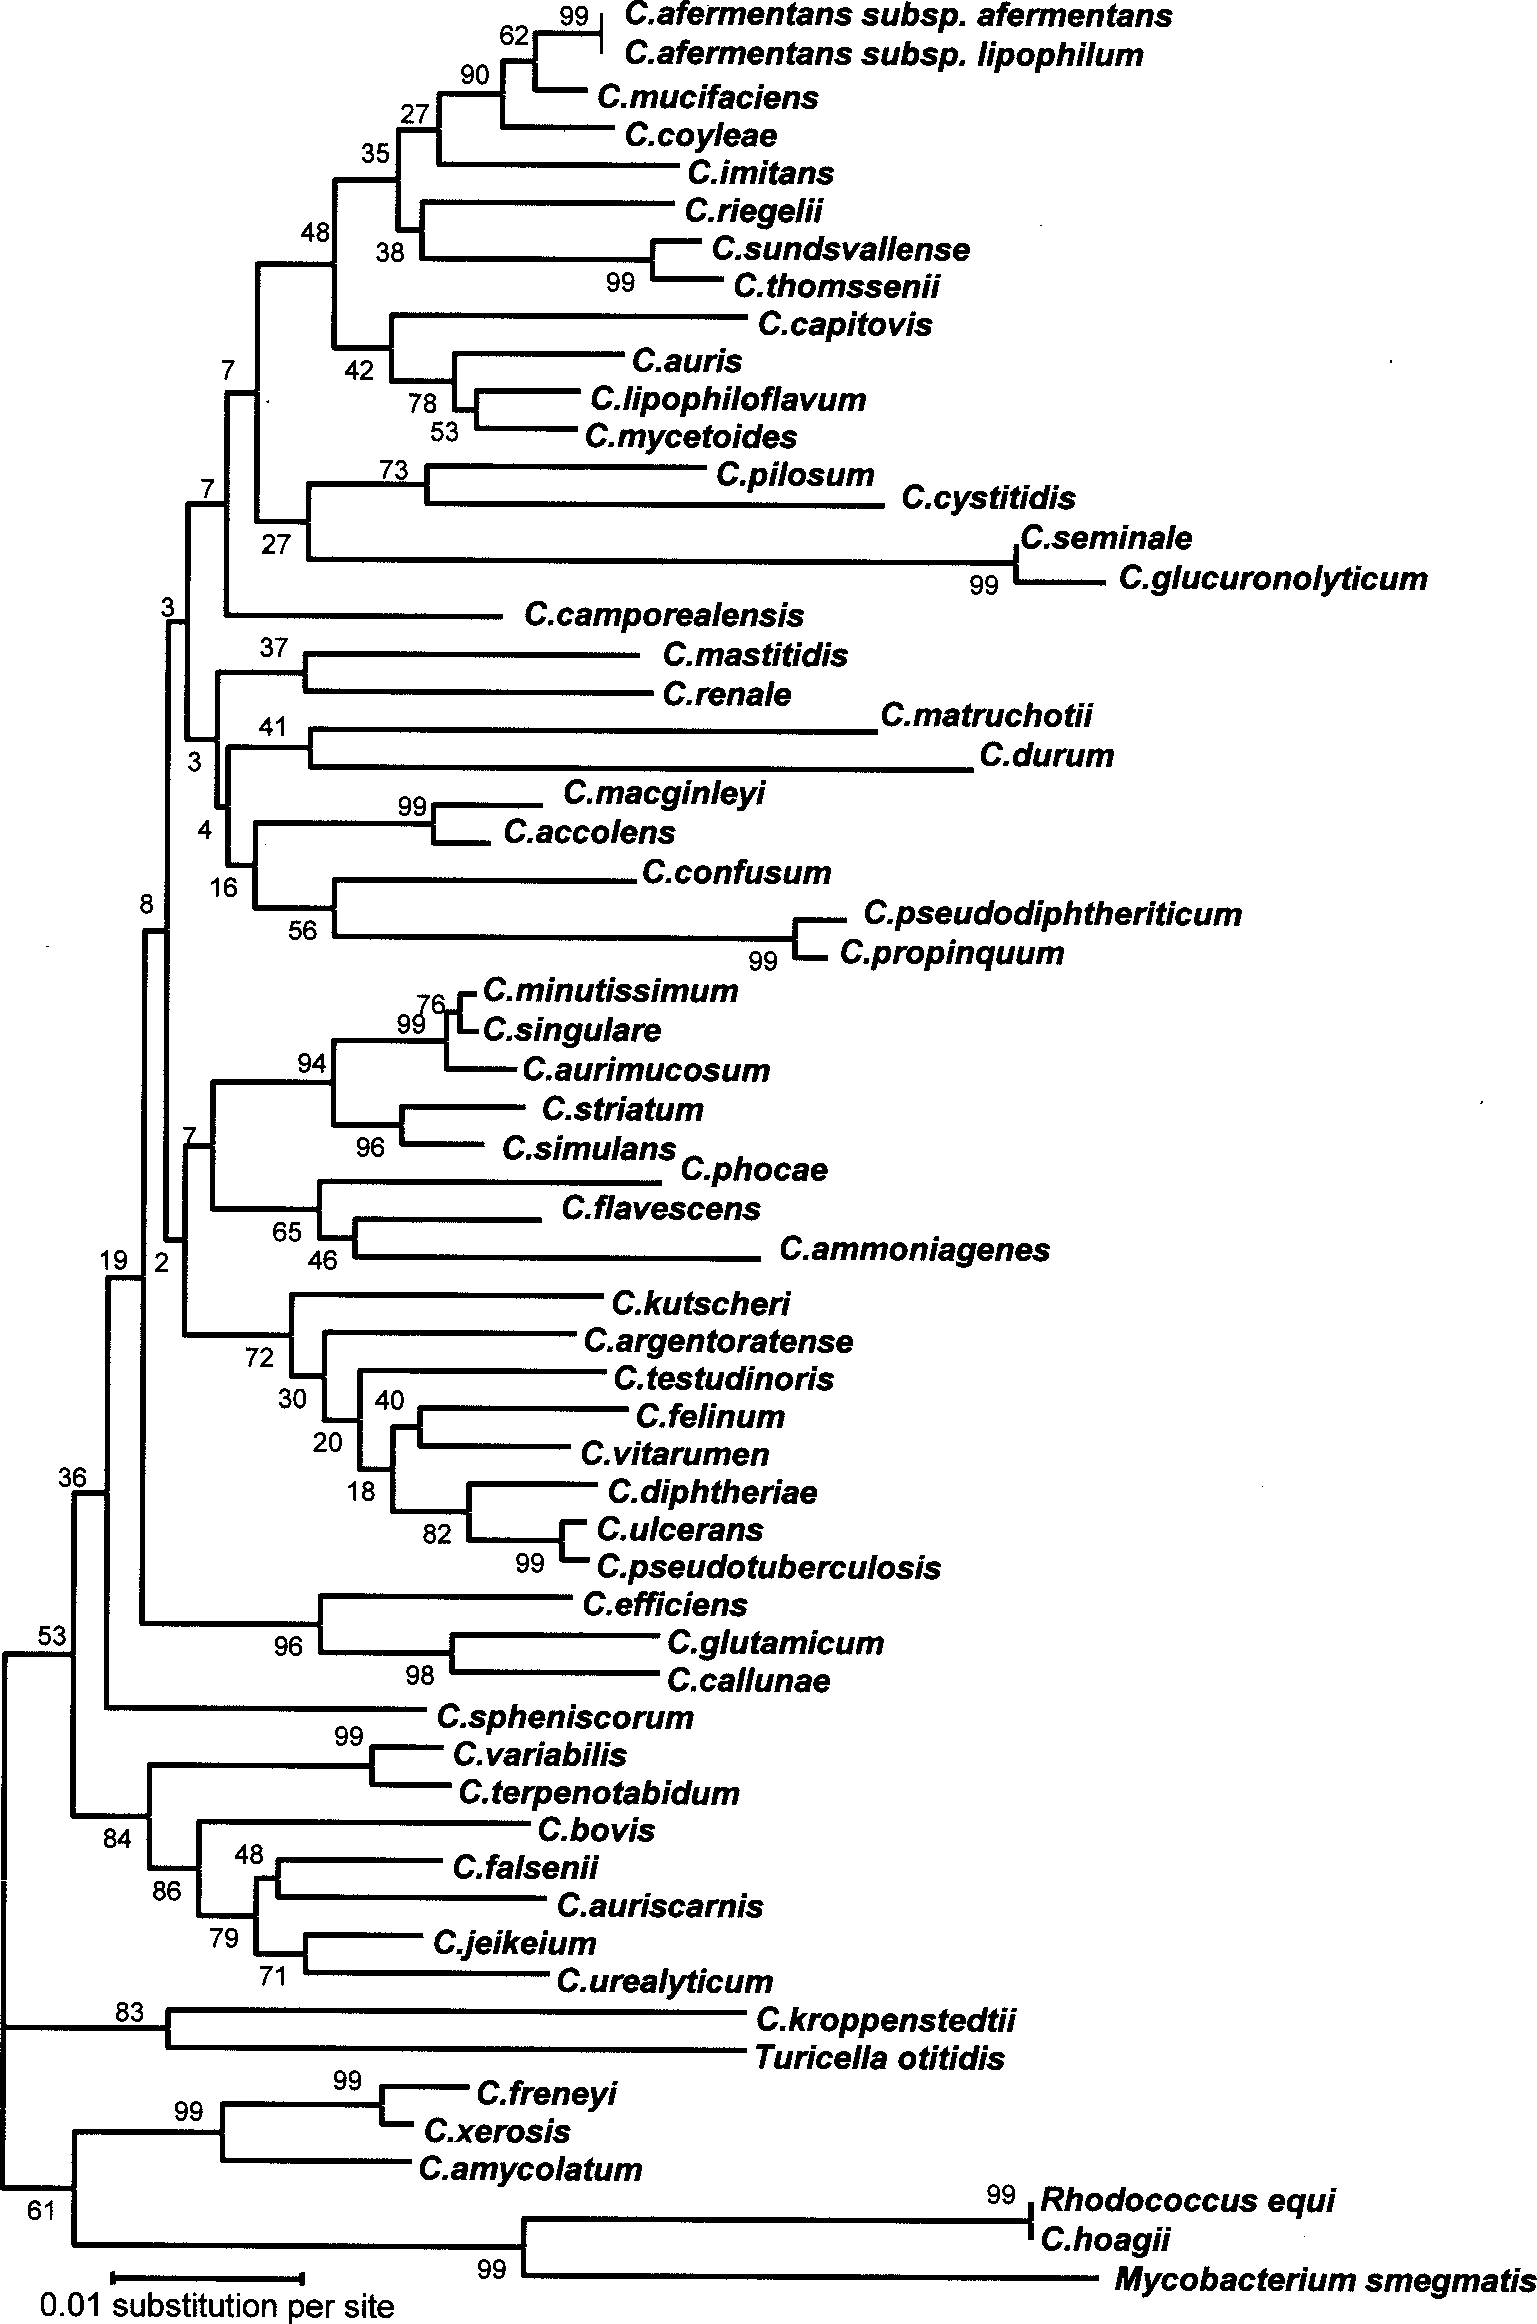 99 C.afermentans subsp. afermentans
62 C.afermentans subsp. lipophilum
90 C.mucifaciens
27 C.coyleae
35 C.imitans
C.riegelii
48 38 C.sundsvallense
99 C.thomssenii
C.capitovis
7 42 C.auris
78 C.lipophiloflavum
53 C.mycetoides
73 C.pilosum
7 C.cystitidis
27 C.seminale
99 C.glucuronolyticum
3 C.camporealensis
37 C.mastitidis
C.renale
41 C.matruchotii
3 C.durum
99 C.macginleyi
4 C.accolens
16 C.confusum
8 56 C.pseudodiphtheriticum
99 C.propinquum
76 C.minutissimum
99 C.singulare
94 C.aurimucosum
C.striatum
7 96 C.simulans
C.phocae
65 C.flavescens
19 2 46 C.ammoniagenes
C.kutscheri
72 C.argentoratense
30 C.testudinoris
40 C.felinum
20 C.vitarumen
36 18 C.diphtheriae
82 C.ulcerans
99 C.pseudotuberculosis
C.efficiens
53 96 C.glutamicum
98 C.callunae
C.spheniscorum
99 C.variabilis
C.terpenotabidum
84 C.bovis
48 C.falsenii
86 C.auriscarnis
79 C.jeikeium
71 C.urealyticum
83 C.kroppenstedtii
Turicella otitidis
99 C.freneyi
99 C.xerosis
C.amycolatum
61 99 Rhodococcus equi
C.hoagii
99 Mycobacterium smegmatis
0.01 substitution per site